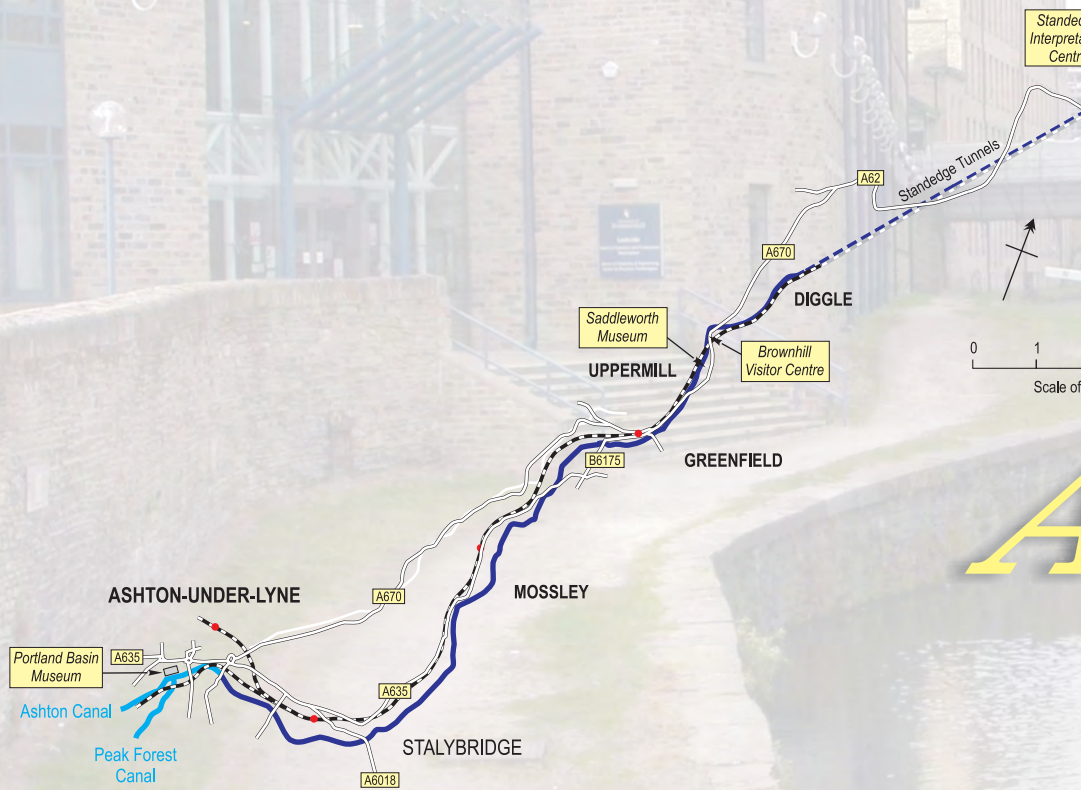 Standed
Interpreta
Centr
Standedge Tunnels
A62
A670
DIGGLE
Saddleworth
Museum
UPPERMILL
Brownhill
Visitor Centre
0 1
Scale of
B6175
GREENFIELD
A
MOSSLEY
A670
ASHTON-UNDER-LYNE
A635
Portland Basin
Museum
Ashton Canal
Peak Forest
Canal
A635
STALYBRIDGE
A6018